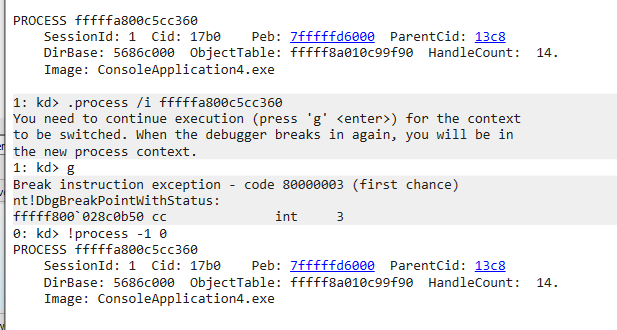 PROCESS fffffa800c5cc360
SessionId: 1 Cid: 17b0 Peb: 7fffffd6000 ParentCid: 13c8
DirBase: 5686c000 ObjectTable: fffff8a010c99f90 HandleCount: 14.
Image: ConsoleApplication4.exe
1: kd> .process /i fffffa800c5cc360
You need to continue execution (press 'g' <enter>) for the context
to be switched. When the debugger breaks in again, you will be in
the new process context.
1: kd> g
Break instruction exception - code 80000003 (first chance)
nt!DbgBreakPointWithStatus:
fffff800`028c0b50 cc int 3
0: kd> !process -1 0
PROCESS fffffa800c5cc360
SessionId: 1 Cid: 17b0 Peb: 7fffffd6000 ParentCid: 13c8
DirBase: 5686c000 ObjectTable: fffff8a010c99f90 HandleCount: 14.
Image: ConsoleApplication4.exe